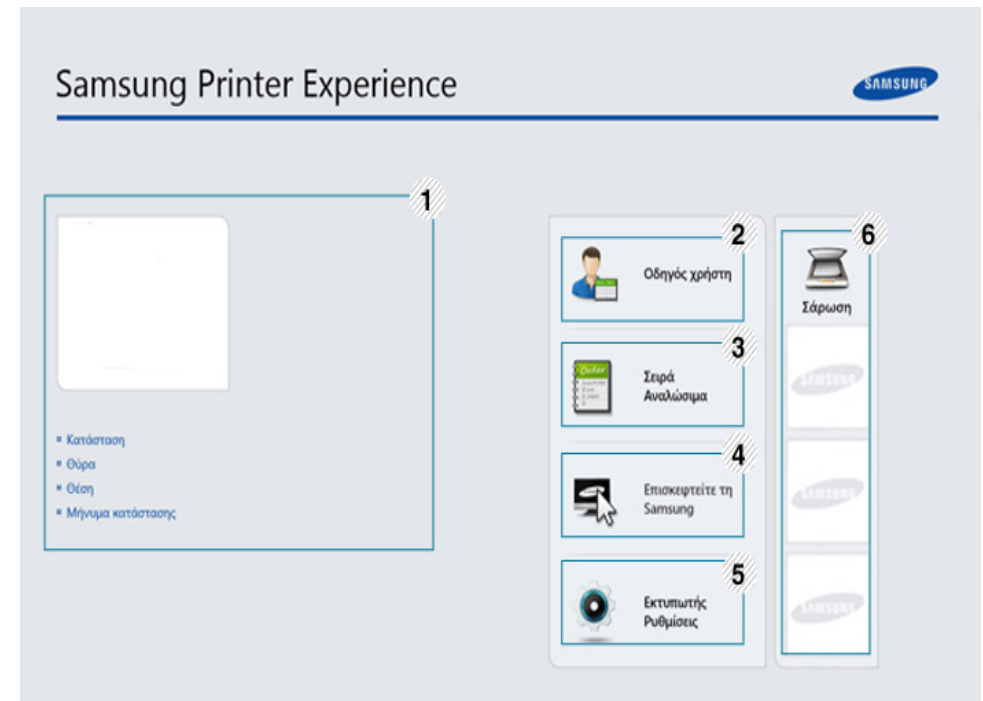 Samsung Printer Experience
SAMSUNG
1
Κατάσταση
Θύρα
Θέση
Μήνυμα κατάστασης
2
Οδηγός χρήστη
3
Order
Σειρά
Αναλώσιμα
4
Επισκεφτείτε τη
Samsung
5
Εκτυπωτής
Ρυθμίσεις
6
Σάρωση
SAMSUNG
SAMSUNG
SAMSUNG